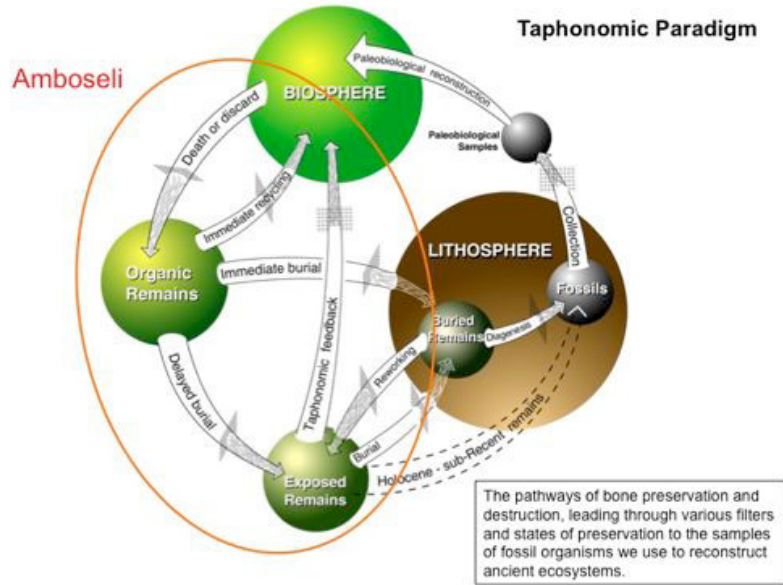 Taphonomic Paradigm
Amboseli
Paleobiological reconstruction
BIOSPHERE
Paleobiological
Samples
Death or discard
Immediate recycling
Collection
LITHOSPHERE
Organic
Remains
Immediate burial
Fossils
Buried
Remains
Diagenesis
Taphonomic feedback
Delayed burial
Reworking
Burial
Exposed
Remains
Holocene - sub-Recent remains
The pathways of bone preservation and
destruction, leading through various filters
and states of preservation to the samples
of fossil organisms we use to reconstruct
ancient ecosystems.